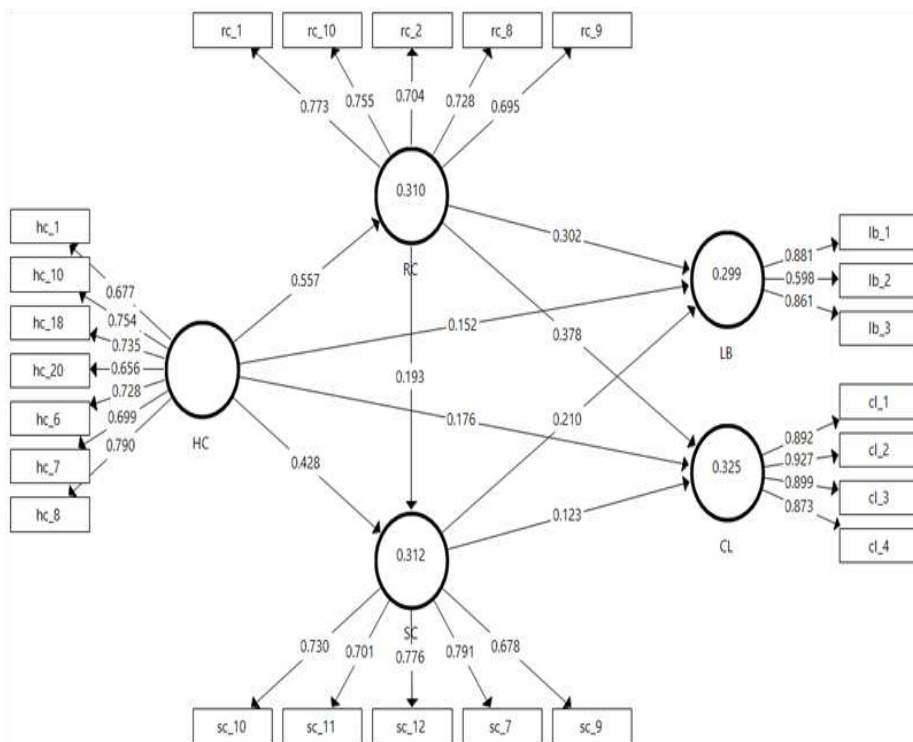 rc_1 rc_10 rc_2 rc_8 rc_9
0.773 0.755 0.704 0.728 0.695
0.310
RC
hc_1
hc_10
hc_18
hc_20
hc_6
hc_7
hc_8
0.677
0.754
0.735
0.656
0.728
0.699
0.790
HC
0.557
0.302
0.152
0.378
0.193
0.176
0.210
0.428
0.123
0.299
LB
0.881
0.598
0.861
lb_1
lb_2
lb_3
0.325
CL
0.892
0.927
0.899
0.873
cl_1
cl_2
cl_3
cl_4
0.312
SC
0.730 0.701 0.776 0.791 0.678
sc_10 sc_11 sc_12 sc_7 sc_9